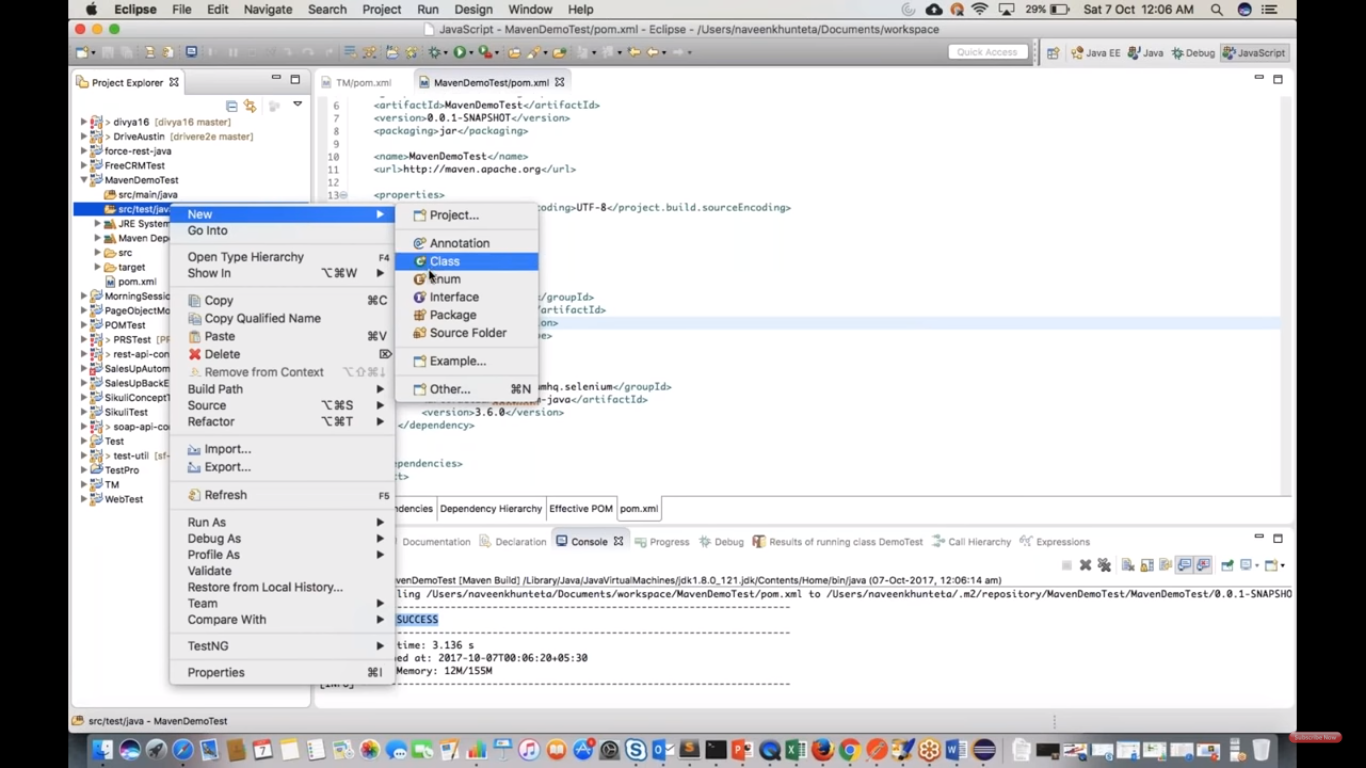 Eclipse File Edit Navigate Search Project Run Design Window Help 29% Sat 7 Oct 12:06 AM
JavaScript - MavenDemoTest/pom.xml - Eclipse - /Users/naveenkhunteta/Documents/workspace
Quick Access Java EE Java Debug JavaScript
Project Explorer
> divya16 [divya16 master]
> DriveAustin [drivere2e master]
force-rest-java
FreeCRMTest
MavenDemoTest
src/main/java
src/test/java
JRE System
Maven Dep
src
target
pom.xml
MorningSessi
PageObjectMo
POMTest
> PRSTest [
> rest-api-con
SalesUpAutom
SalesUpBackE
SikuliConcept
SikuliTest
> soap-api-co
Test
> test-util [sf-
TestPro
TM
WebTest
New
Go Into
Open Type Hierarchy F4
Show In ⌥⌘W
Copy ⌘C
Copy Qualified Name
Paste ⌘V
Delete ⌦
Remove from Context ⌥⇧⌘↓
Build Path
Source ⌥⌘S
Refactor ⌥⌘T
Import...
Export...
Refresh F5
Run As
Debug As
Profile As
Validate
Restore from Local History...
Team
Compare With
TestNG
Properties ⌘I
Project...
Annotation
Class
Enum
Interface
Package
Source Folder
Example...
Other... ⌘N
TM/pom.xml MavenDemoTest/pom.xml
6 <artifactId>MavenDemoTest</artifactId>
7 <version>0.0.1-SNAPSHOT</version>
8 <packaging>jar</packaging>
9
10 <name>MavenDemoTest</name>
11 <url>http://maven.apache.org</url>
12
13 <properties>
coding>UTF-8</project.build.sourceEncoding>
</groupId>
/artifactId>
on>
e>
umhq.selenium</groupId>
-java</artifactId>
<version>3.6.0</version>
</dependency>
ependencies>
t>
ndencies Dependency Hierarchy Effective POM pom.xml
Documentation Declaration Console Progress Debug Results of running class DemoTest Call Hierarchy Expressions
venDemoTest [Maven Build] /Library/Java/JavaVirtualMachines/jdk1.8.0_121.jdk/Contents/Home/bin/java (07-Oct-2017, 12:06:14 am)
ling /Users/naveenkhunteta/Documents/workspace/MavenDemoTest/pom.xml to /Users/naveenkhunteta/.m2/repository/MavenDemoTest/MavenDemoTest/0.0.1-SNAPSHO
SUCCESS
time: 3.136 s
ed at: 2017-10-07T00:06:20+05:30
Memory: 12M/155M
[INFO]
src/test/java - MavenDemoTest
Subscribe Now